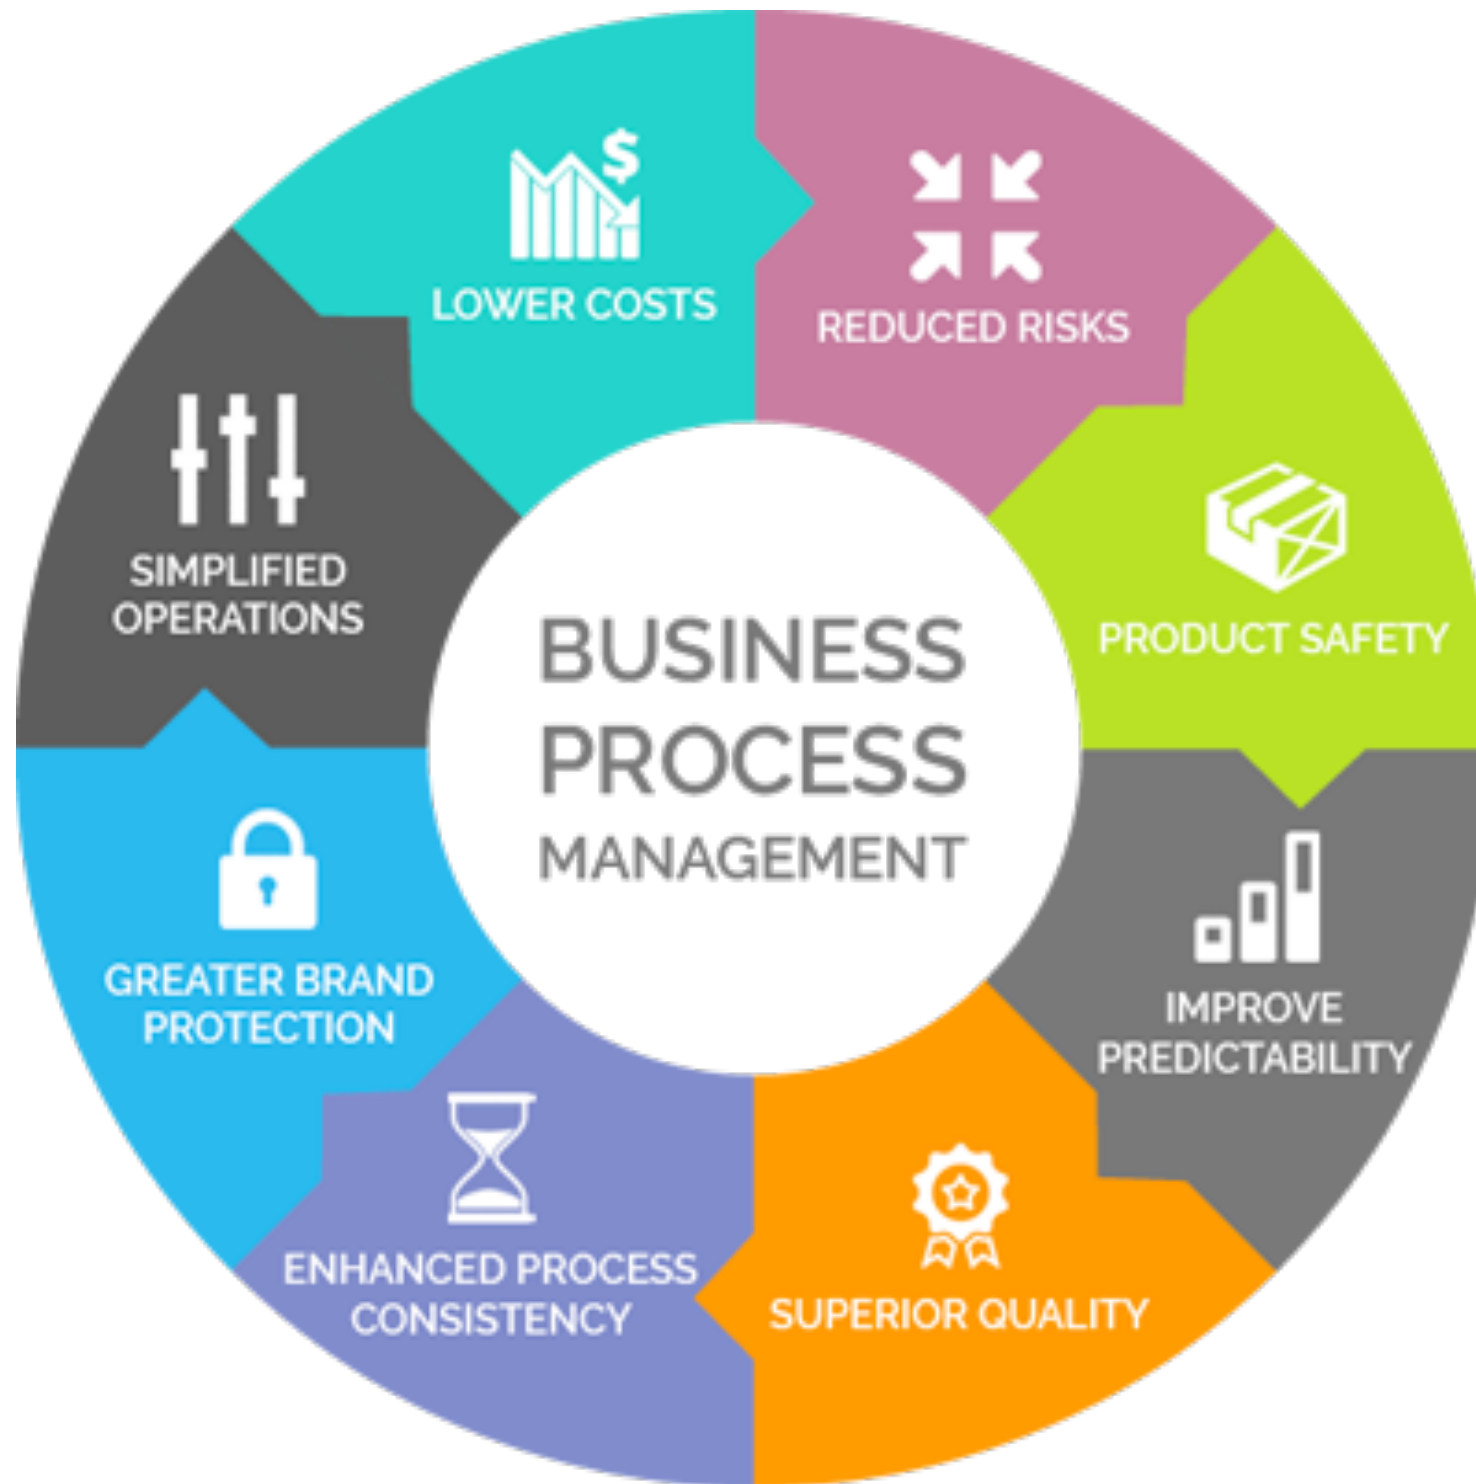 LOWER COSTS
REDUCED RISKS
PRODUCT SAFETY
IMPROVE
PREDICTABILITY
SUPERIOR QUALITY
ENHANCED PROCESS
CONSISTENCY
GREATER BRAND
PROTECTION
SIMPLIFIED
OPERATIONS
BUSINESS
PROCESS
MANAGEMENT
$